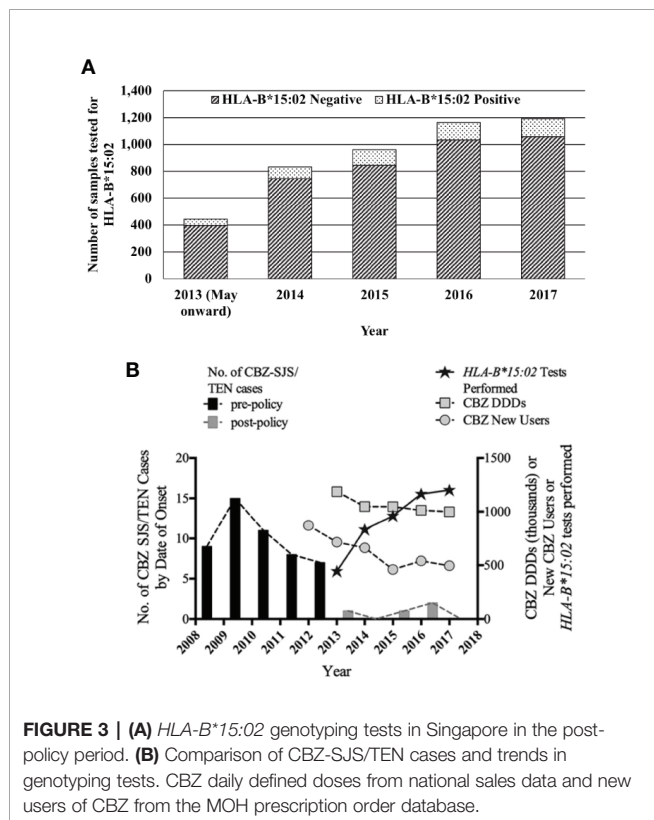 A
1,400
HLA-B*15:02 Negative HLA-B*15:02 Positive
1,200
1,000
800
600
400
200
0
Number of samples tested for
HLA-B*15:02
2013 (May
onward)
2014
2015
2016
2017
Year
B
No. of CBZ-SJS/
TEN cases
pre-policy
post-policy
HLA-B*15:02 Tests
Performed
CBZ DDDs
CBZ New Users
No. of CBZ SJS/TEN Cases
by Date of Onset
20
15
10
5
0
1500
1000
500
0
CBZ DDDs (thousands) or
New CBZ Users or
HLA-B*15:02 tests performed
2008
2009
2010
2011
2012
2013
2014
2015
2016
2017
2018
Year
FIGURE 3 | (A) HLA-B*15:02 genotyping tests in Singapore in the post-
policy period. (B) Comparison of CBZ-SJS/TEN cases and trends in
genotyping tests. CBZ daily defined doses from national sales data and new
users of CBZ from the MOH prescription order database.